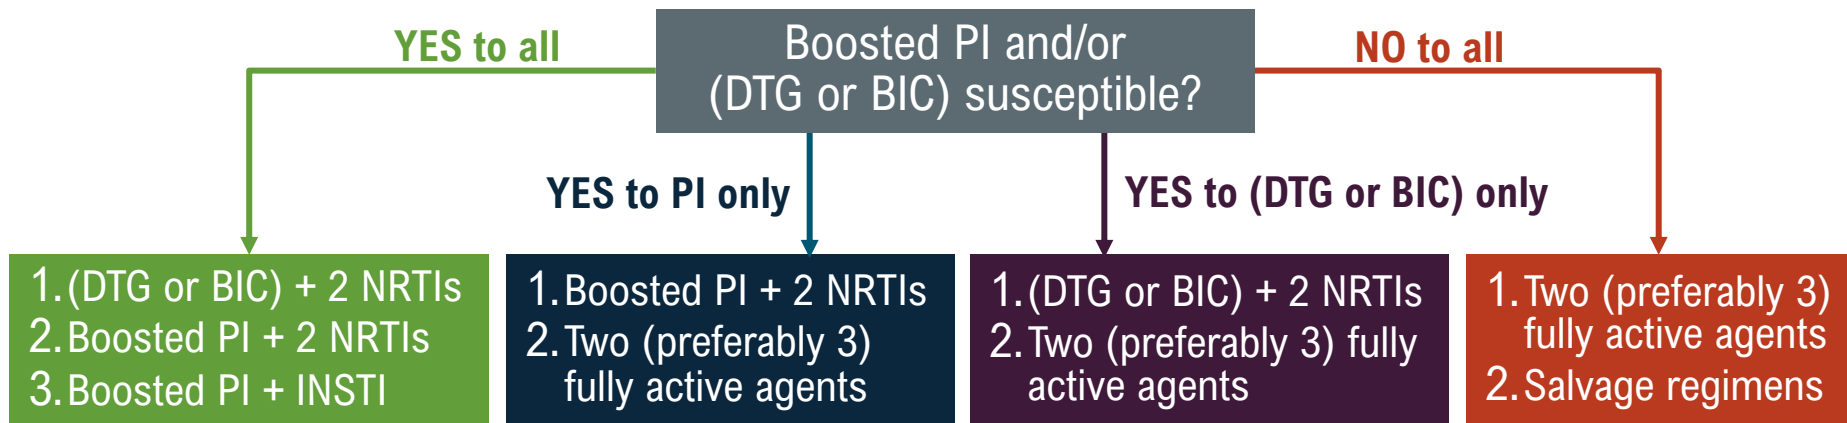 Boosted PI and/or
(DTG or BIC) susceptible?
YES to all
NO to all
YES to PI only
YES to (DTG or BIC) only
1. (DTG or BIC) + 2 NRTIs
2. Boosted PI + 2 NRTIs
3. Boosted PI + INSTI
1. Boosted PI + 2 NRTIs
2. Two (preferably 3)
fully active agents
1. (DTG or BIC) + 2 NRTIs
2. Two (preferably 3) fully
active agents
1. Two (preferably 3)
fully active agents
2. Salvage regimens